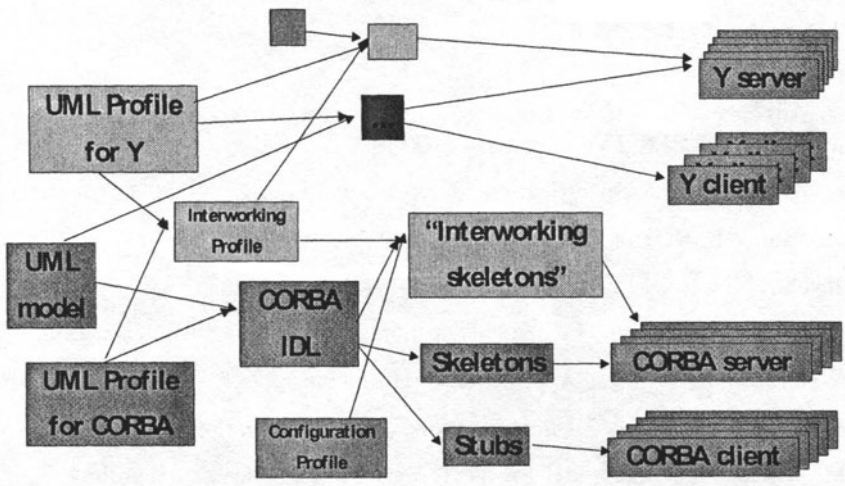 Y server
UML Profile
for Y
...
Y client
Interworking
Profile
"Interworking
skeletons"
UML
model
CORBA
IDL
Skeletons
CORBA server
UML Profile
for CORBA
Configuration
Profile
Stubs
CORBA client